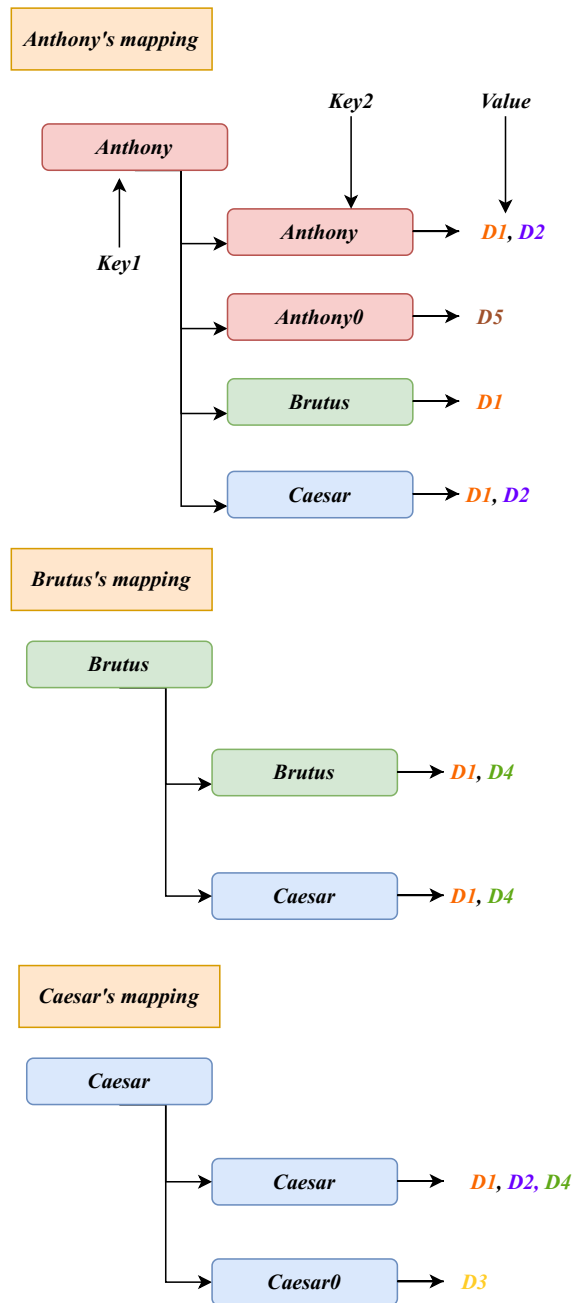 Anthony's mapping
Key2 Value
Anthony
Key1
Anthony D1, D2
Anthony0 D5
Brutus D1
Caesar D1, D2
Brutus's mapping
Brutus
Brutus D1, D4
Caesar D1, D4
Caesar's mapping
Caesar
Caesar D1, D2, D4
Caesar0 D3